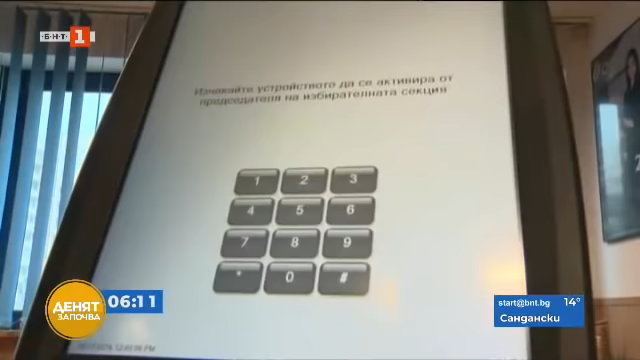 БНТ 1
Изчакайте устройството да се активира от
председателя на избирателната секция
1 2 3
4 5 6
7 8 9
* 0 #
ДЕНЯТ
ЗАПОЧВА
06:11
start@bnt.bg 14°
Сандански